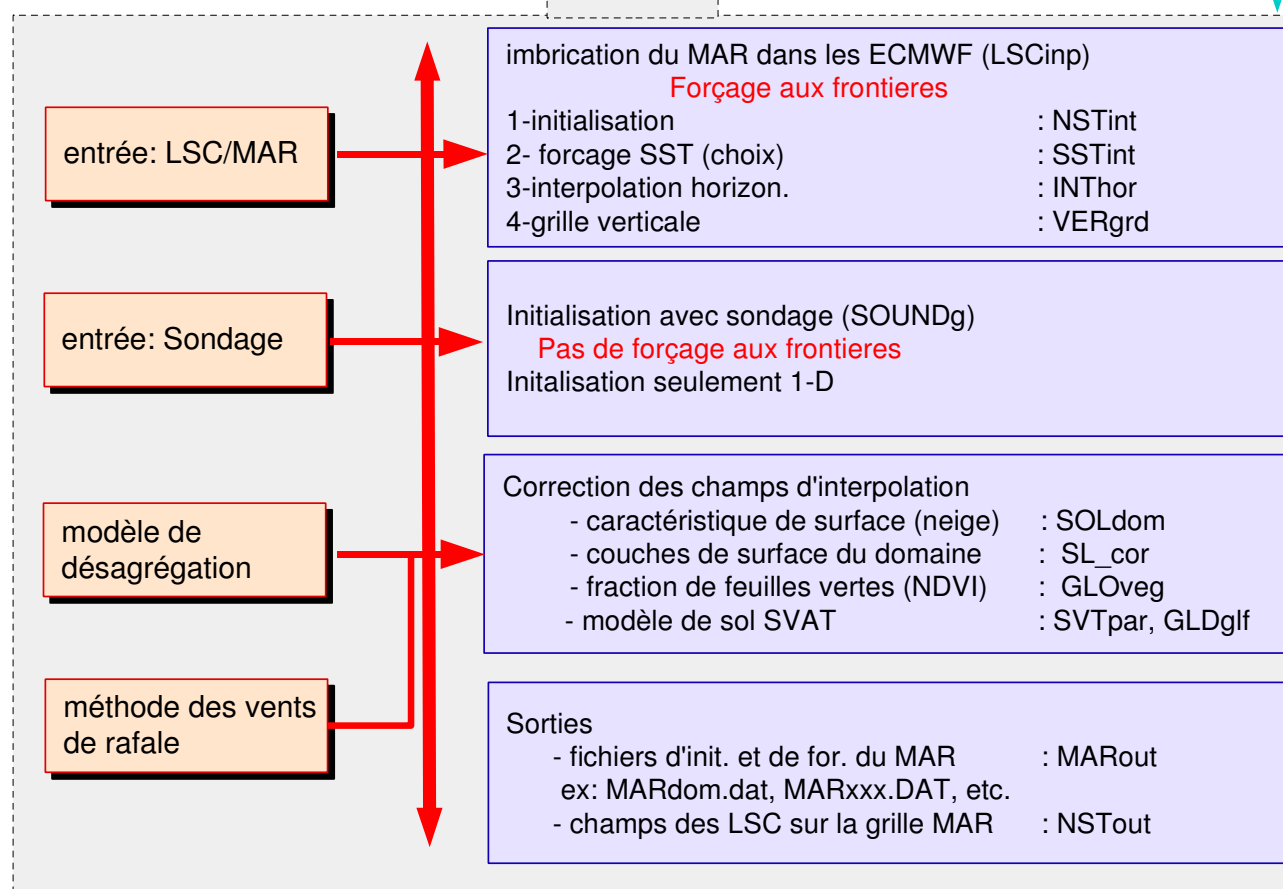 entrée: LSC/MAR
imbrication du MAR dans les ECMWF (LSCinp)
Forçage aux frontieres
1-initialisation : NSTint
2- forcage SST (choix) : SSTint
3-interpolation horizon. : INThor
4-grille verticale : VERgrd
entrée: Sondage
Initialisation avec sondage (SOUNDg)
Pas de forçage aux frontieres
Initalisation seulement 1-D
modèle de
désagrégation
Correction des champs d'interpolation
- caractéristique de surface (neige) : SOLdom
- couches de surface du domaine : SL_cor
- fraction de feuilles vertes (NDVI) : GLOveg
- modèle de sol SVAT : SVTpar, GLDglf
méthode des vents
de rafale
Sorties
- fichiers d'init. et de for. du MAR : MARout
ex: MARdom.dat, MARxxx.DAT, etc.
- champs des LSC sur la grille MAR : NSTout